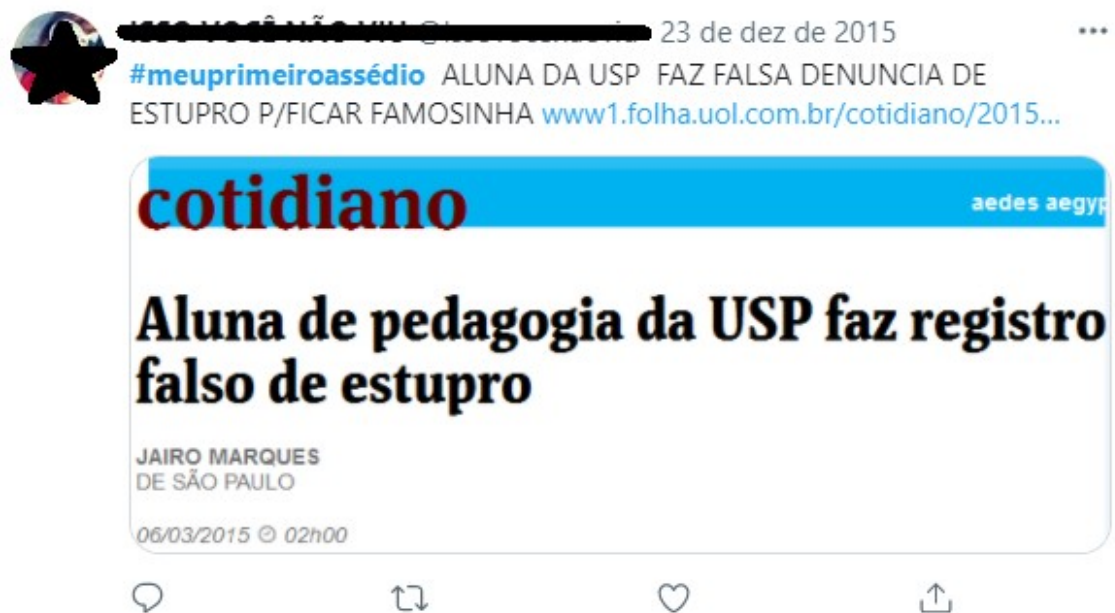 23 de dez de 2015
#meuprimeiroassédio ALUNA DA USP FAZ FALSA DENUNCIA DE
ESTUPRO P/FICAR FAMOSINHA www1.folha.uol.com.br/cotidiano/2015...
cotidiano
aedes aegyp
Aluna de pedagogia da USP faz registro
falso de estupro
JAIRO MARQUES
DE SÃO PAULO
06/03/2015 02h00